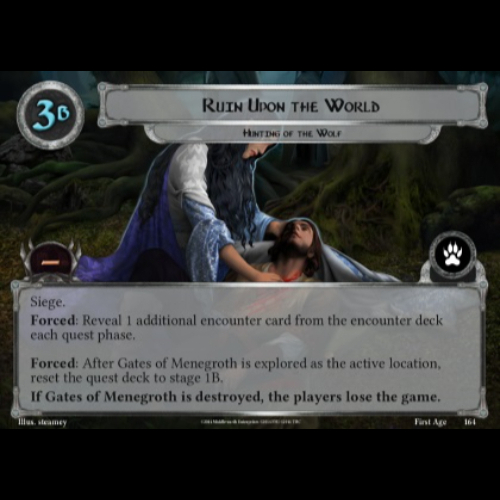 3B
Ruin Upon the World
Hunting of the Wolf
–
Siege.
Forced: Reveal 1 additional encounter card from the encounter deck
each quest phase.
Forced: After Gates of Menegroth is explored as the active location,
reset the quest deck to stage 1B.
If Gates of Menegroth is destroyed, the players lose the game.
Illus. steamey
First Age
164